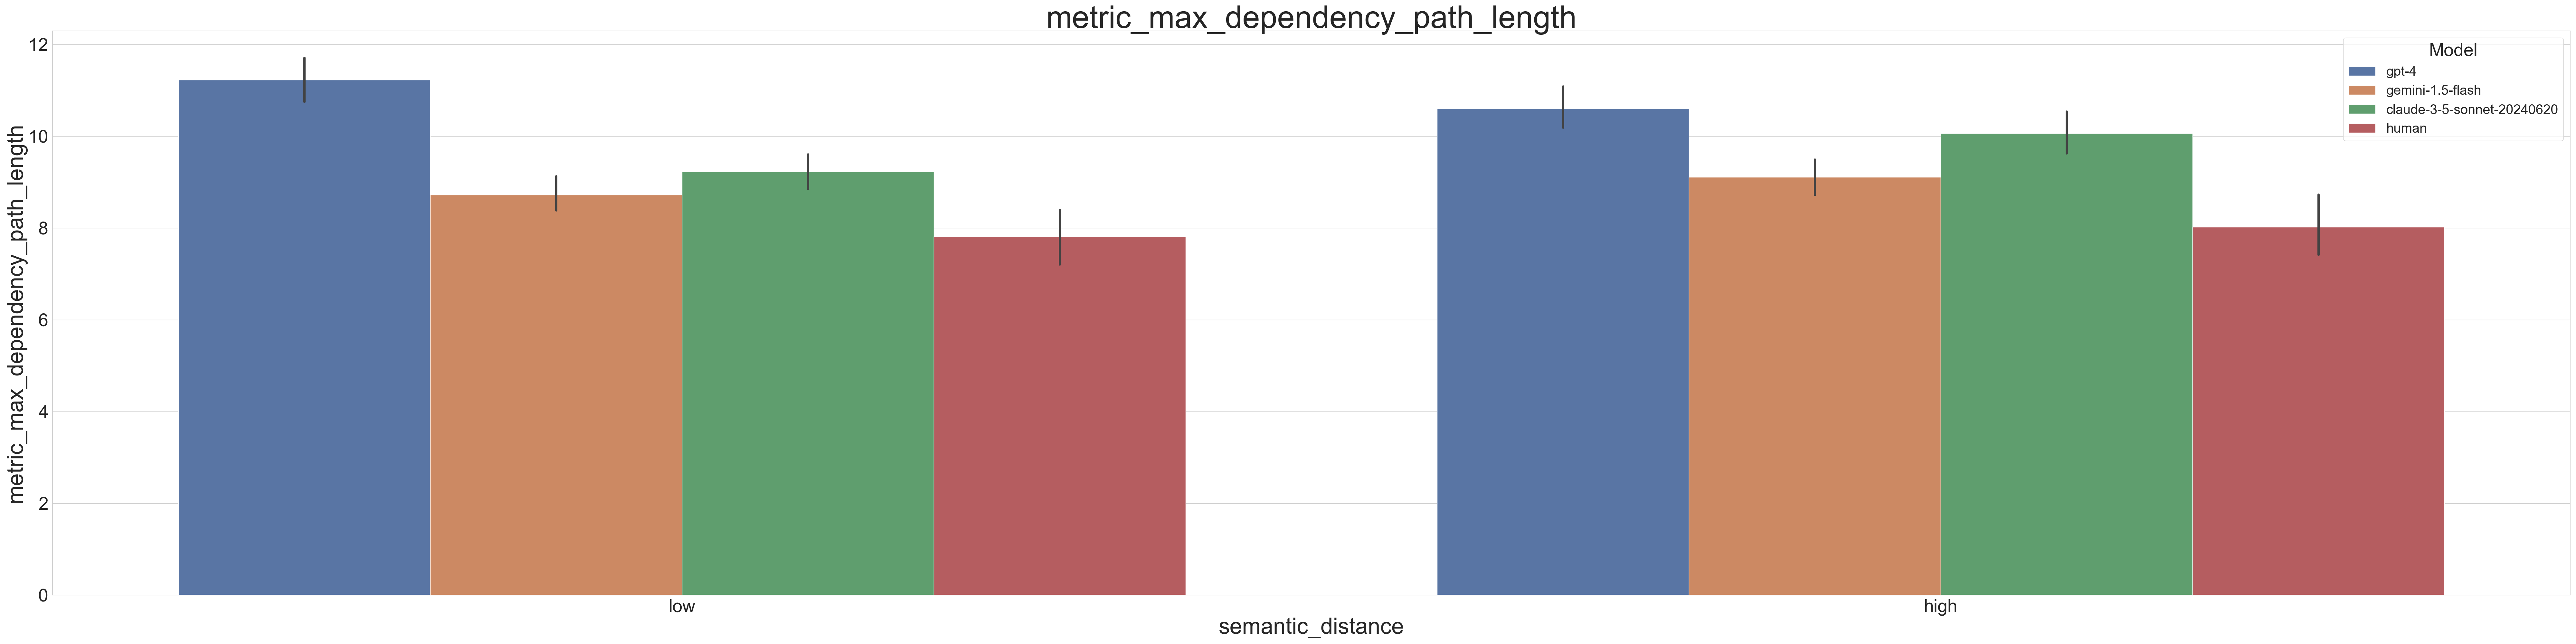 metric_max_dependency_path_length
metric_max_dependency_path_length
12
10
8
6
4
2
0
Model
gpt-4
gemini-1.5-flash
claude-3-5-sonnet-20240620
human
low
high
semantic_distance